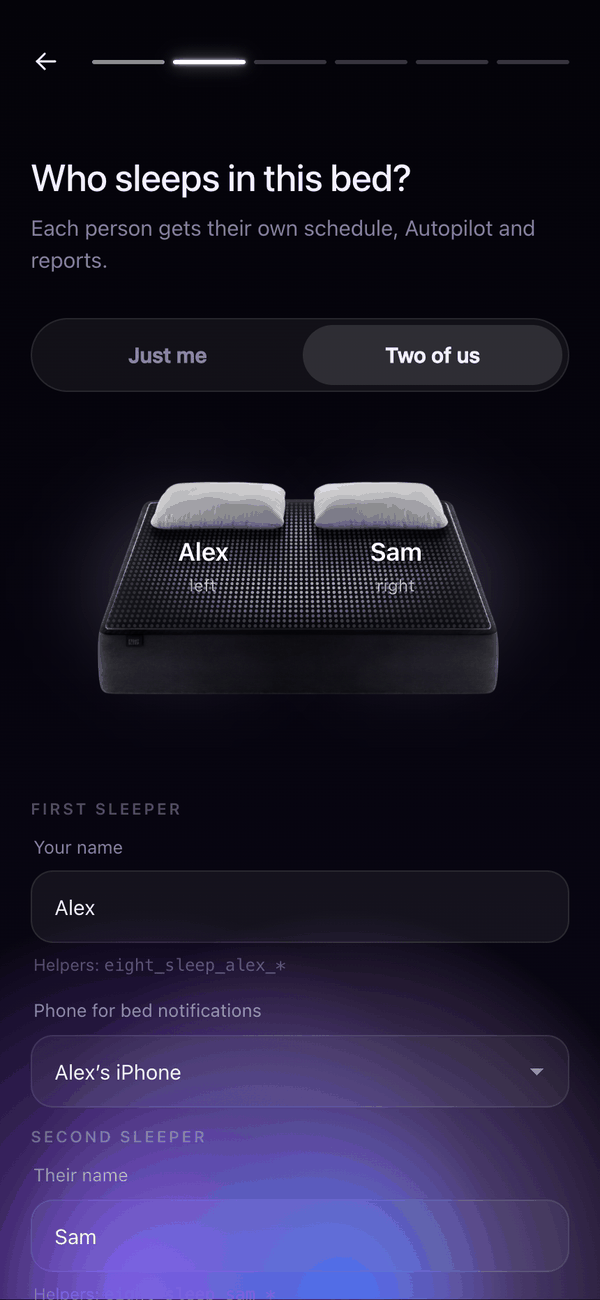 Who sleeps in this bed?
Each person gets their own schedule, Autopilot and
reports.
Just me
Two of us
Alex
Sam
left
right
FIRST SLEEPER
Your name
Alex
Helpers: eight_sleep_alex_*
Phone for bed notifications
Alex’s iPhone
SECOND SLEEPER
Their name
Sam
Helpers: eight_sleep_sam_*